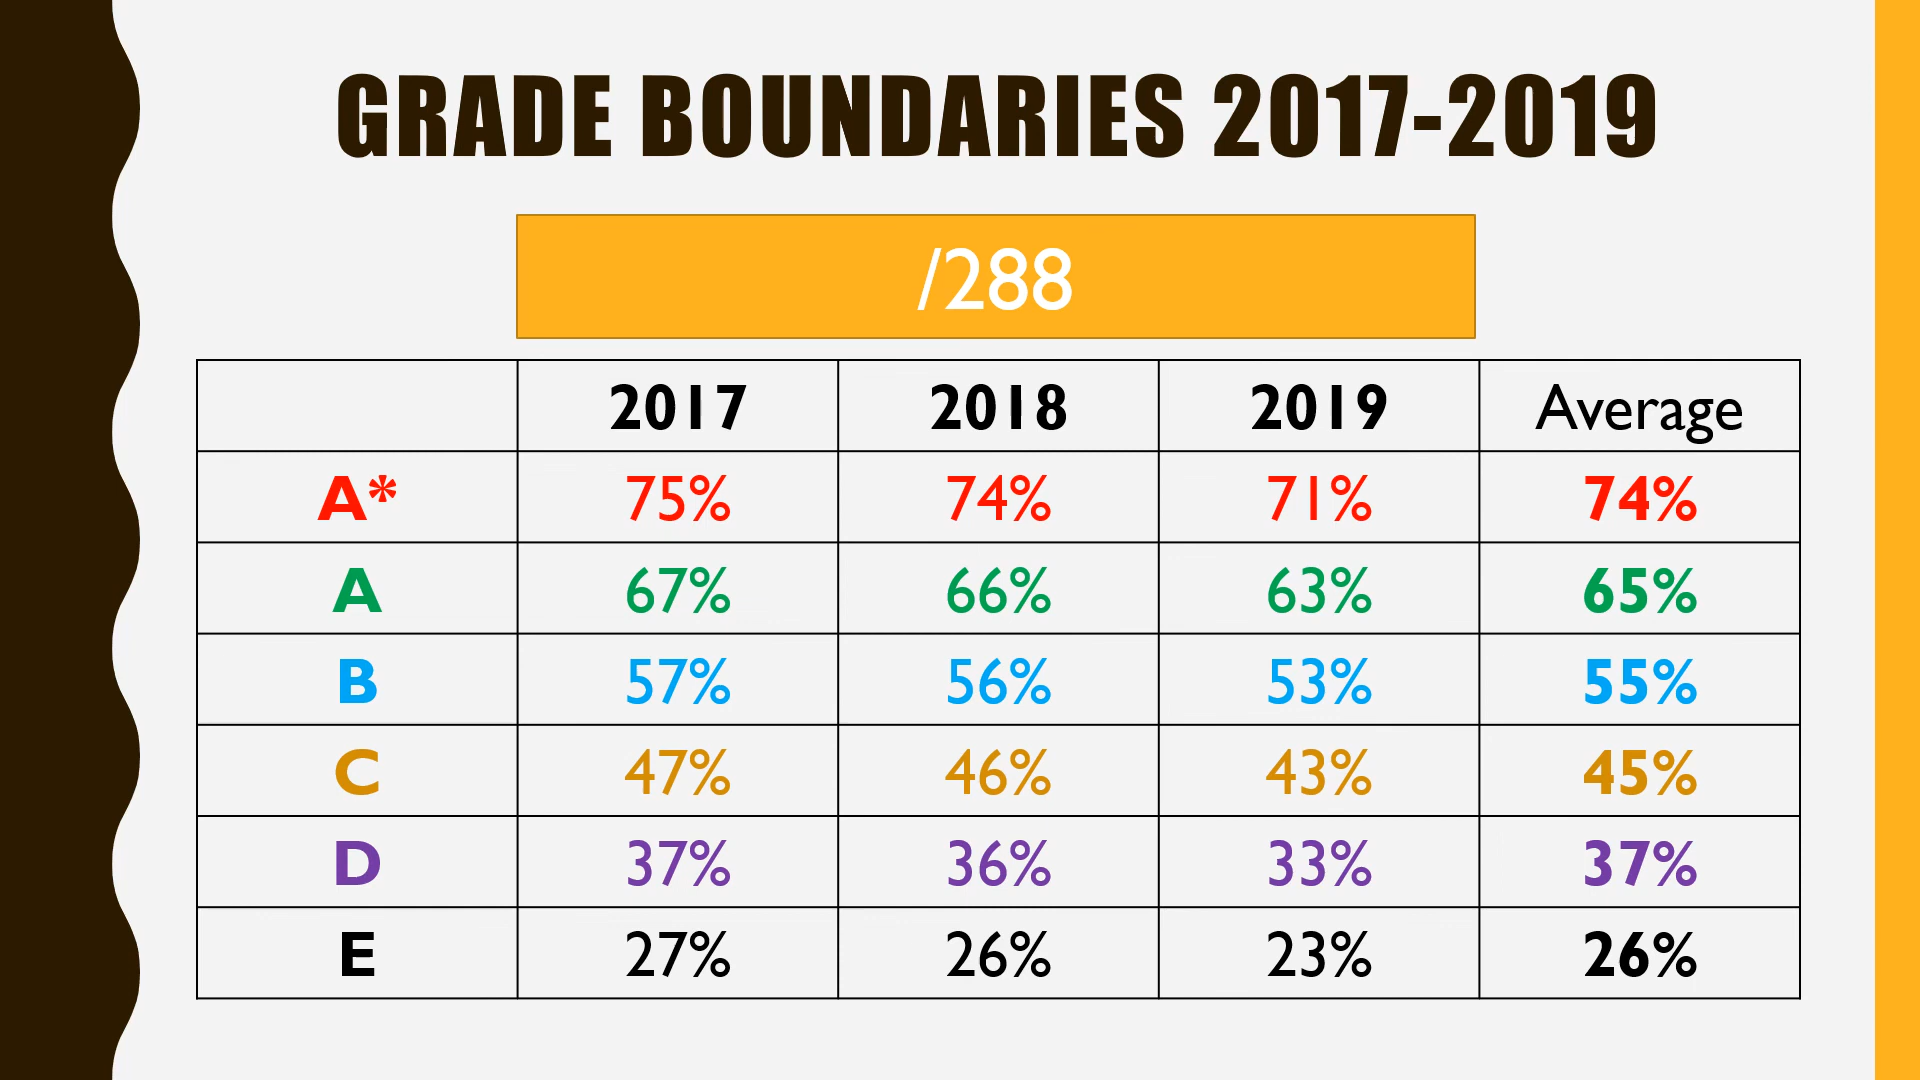 GRADE BOUNDARIES 2017-2019
/288
2017 2018 2019 Average
A* 75% 74% 71% 74%
A 67% 66% 63% 65%
B 57% 56% 53% 55%
C 47% 46% 43% 45%
D 37% 36% 33% 37%
E 27% 26% 23% 26%